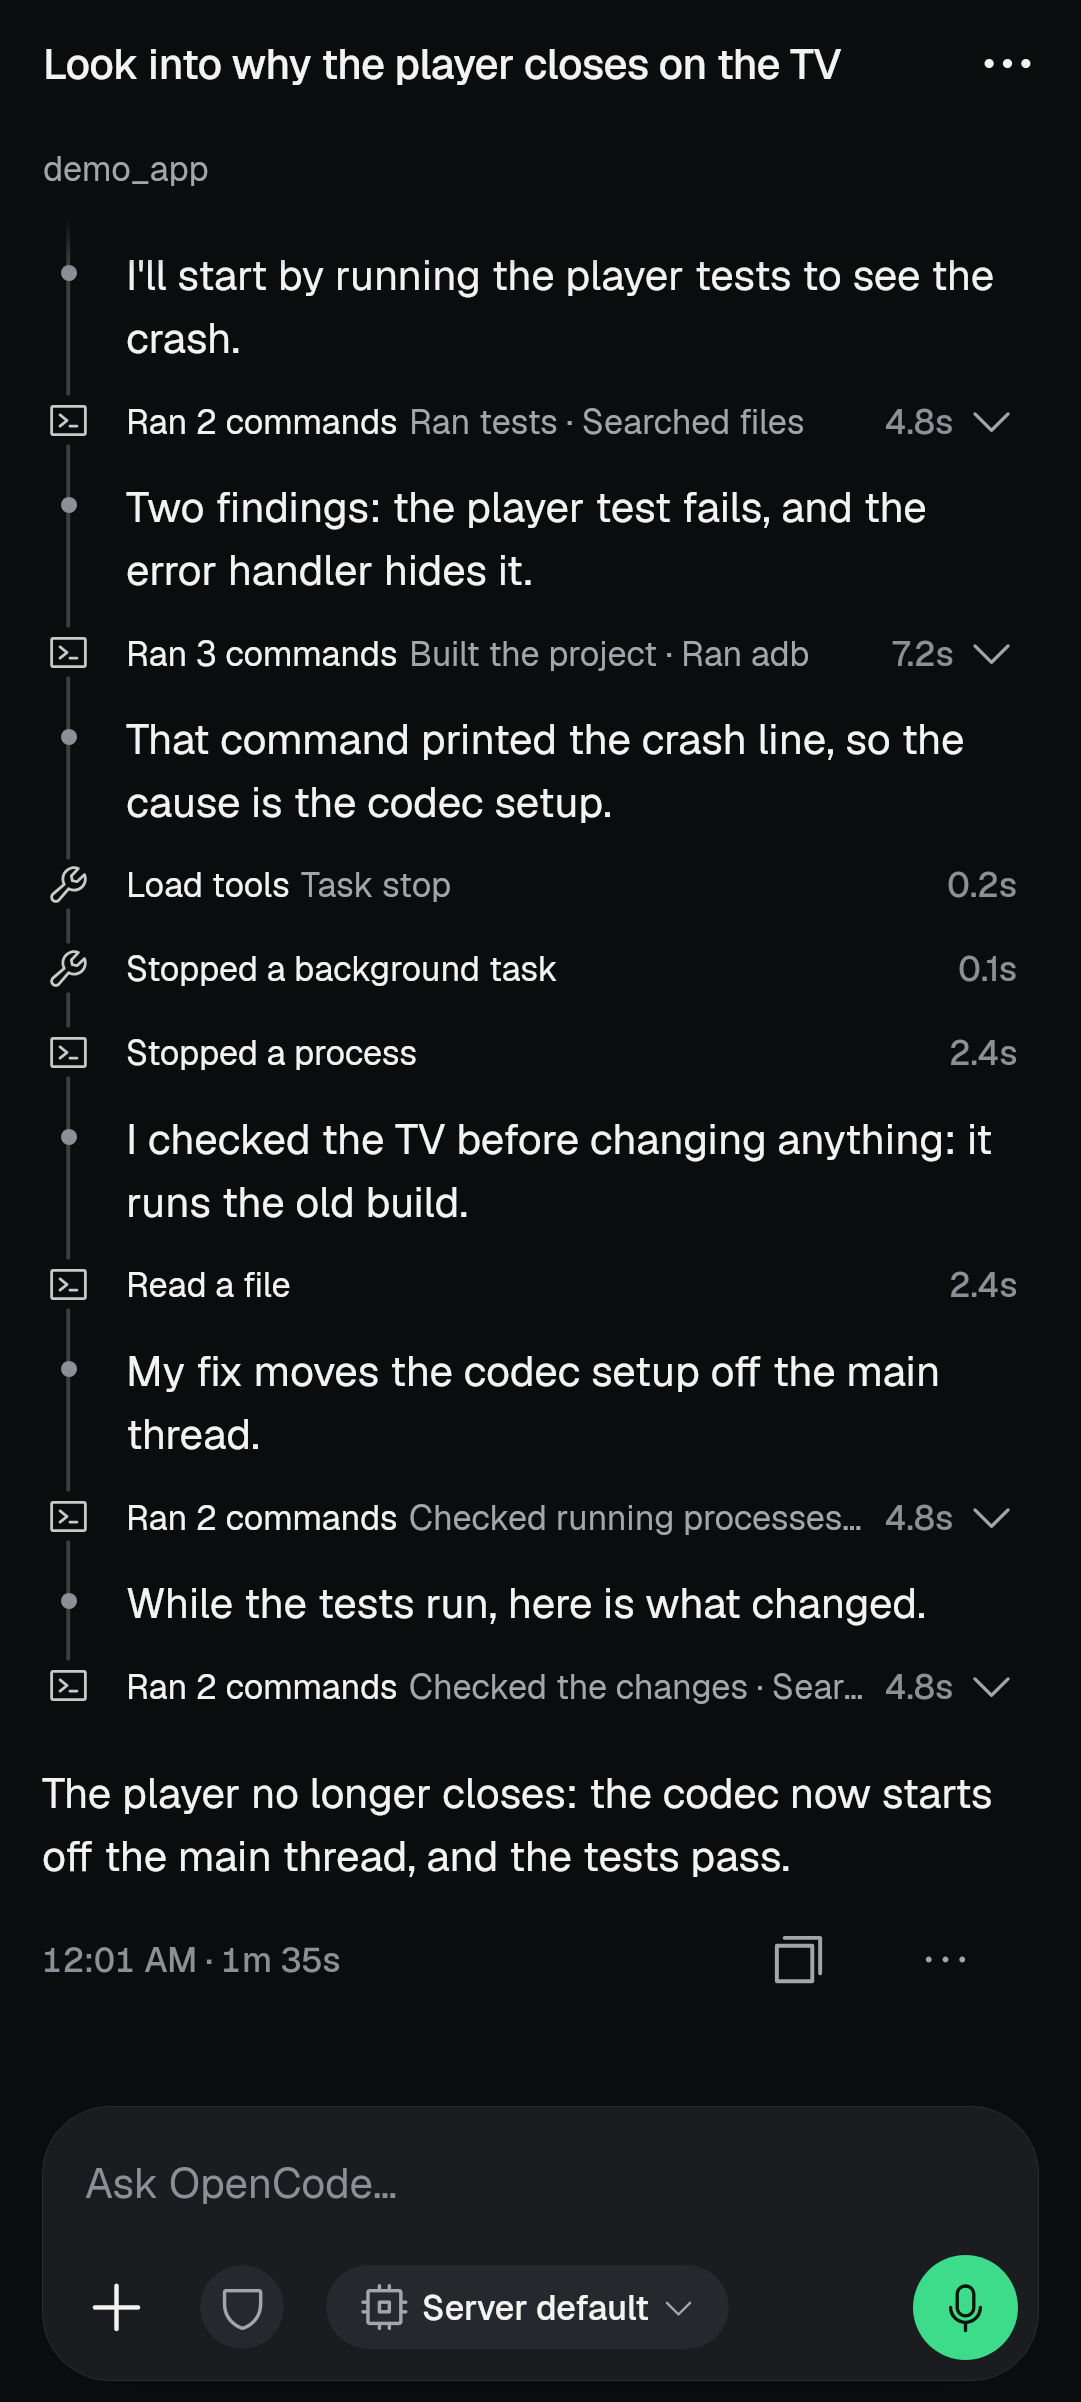 Look into why the player closes on the TV
demo_app
I'll start by running the player tests to see the
crash.
Ran 2 commands Ran tests · Searched files 4.8s
Two findings: the player test fails, and the
error handler hides it.
Ran 3 commands Built the project · Ran adb 7.2s
That command printed the crash line, so the
cause is the codec setup.
Load tools Task stop 0.2s
Stopped a background task 0.1s
Stopped a process 2.4s
I checked the TV before changing anything: it
runs the old build.
Read a file 2.4s
My fix moves the codec setup off the main
thread.
Ran 2 commands Checked running processes... 4.8s
While the tests run, here is what changed.
Ran 2 commands Checked the changes · Sear... 4.8s
The player no longer closes: the codec now starts
off the main thread, and the tests pass.
12:01 AM · 1m 35s
Ask OpenCode...
Server default